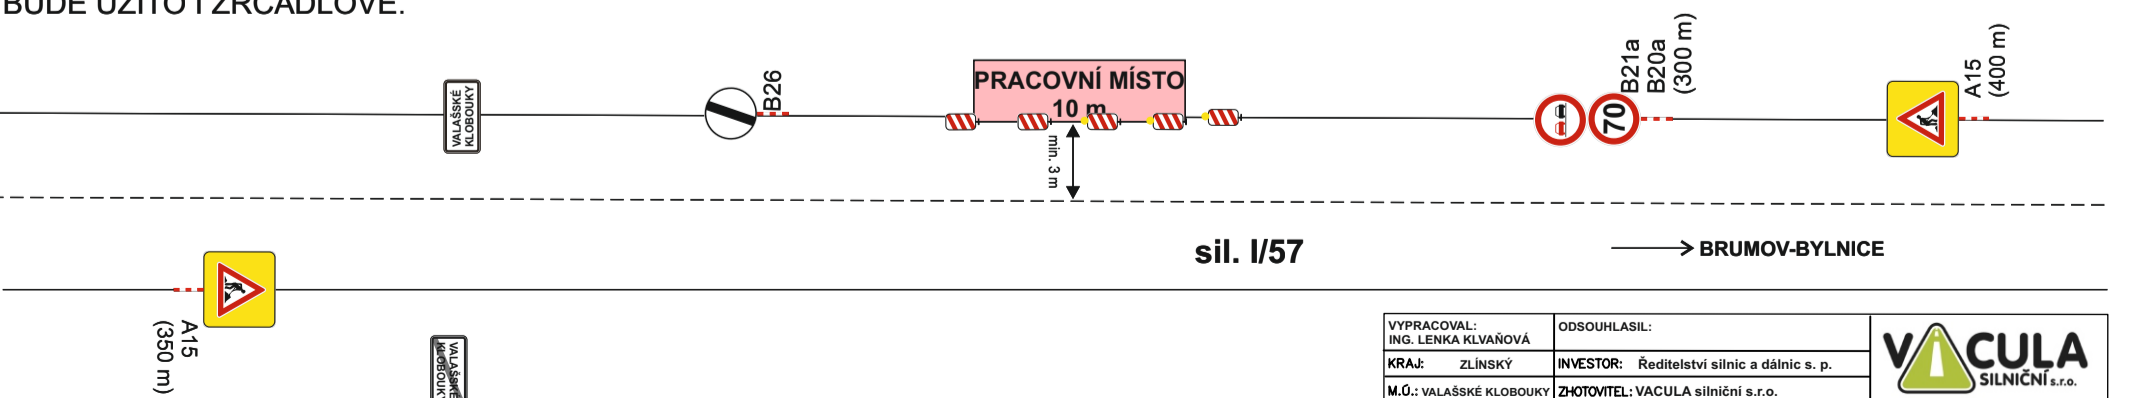 BUDE UŽITO I ZRCADLOVĚ.
VALAŠSKÉ
KLOBOUKY
B26
PRACOVNÍ MÍSTO
10 m
min. 3 m
70
B21a
B20a
(300 m)
A15
(400 m)
sil. I/57
BRUMOV-BYLNICE
A15
(350 m)
VALAŠSKÉ
KLOBOUKY
VYPRACOVAL:
ING. LENKA KLVAŇOVÁ
ODSOUHLASIL:
KRAJ: ZLÍNSKÝ
INVESTOR: Ředitelství silnic a dálnic s. p.
M.Ú.: VALAŠSKÉ KLOBOUKY
ZHOTOVITEL: VACULA silniční s.r.o.
VACULA
SILNIČNÍ s.r.o.